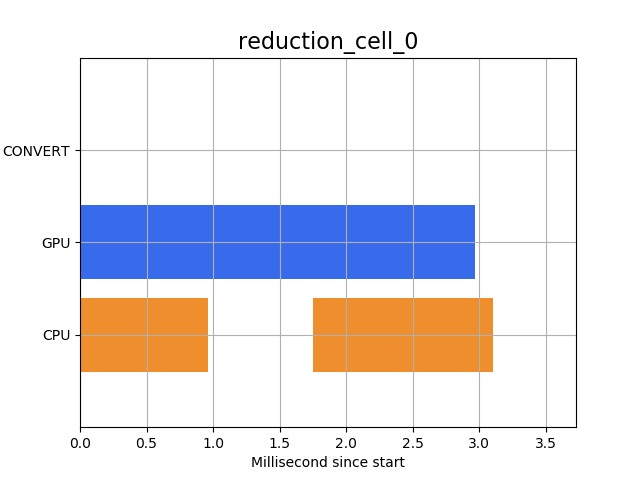 reduction_cell_0
CONVERT
GPU
CPU
0.0 0.5 1.0 1.5 2.0 2.5 3.0 3.5
Millisecond since start